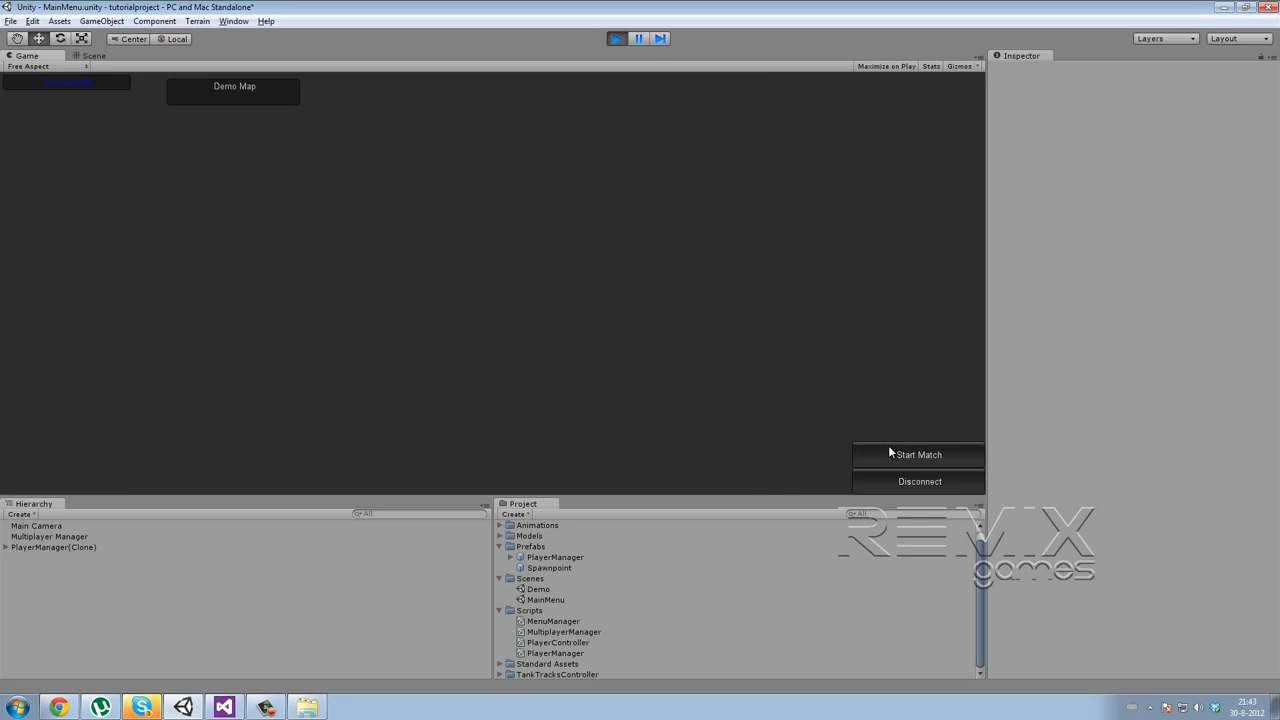 Unity - MainMenu.unity - tutorialproject - PC and Mac Standalone*
File Edit Assets GameObject Component Terrain Window Help
Center Local Layers Layout
Game Scene Inspector
Free Aspect Maximize on Play Stats Gizmos
Demo Map
Start Match
Disconnect
Hierarchy Project
Create All Create All
Main Camera
Multiplayer Manager
PlayerManager(Clone)
Animations
Models
Prefabs
PlayerManager
Spawnpoint
Scenes
Demo
MainMenu
Scripts
MenuManager
MultiplayerManager
PlayerController
PlayerManager
Standard Assets
TankTracksController
REMIX
games
21:43
30-8-2012